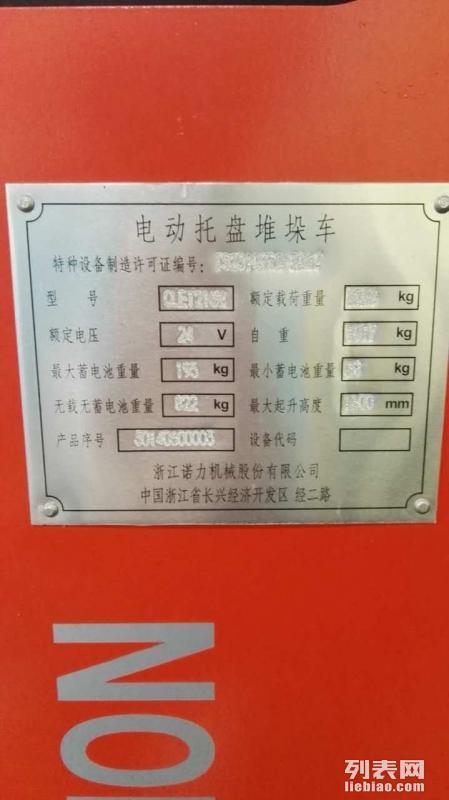 电动托盘堆垛车
特种设备制造许可证编号:
型 号 额定载荷重量 kg
额定电压 24 V 自 重 kg
最大蓄电池重量 195 kg 最小蓄电池重量 kg
无载无蓄电池重量 822 kg 最大起升高度 mm
产品序号 设备代码
浙江诺力机械股份有限公司
中国浙江省长兴经济开发区 经二路
NO
列表网
liebiao.com